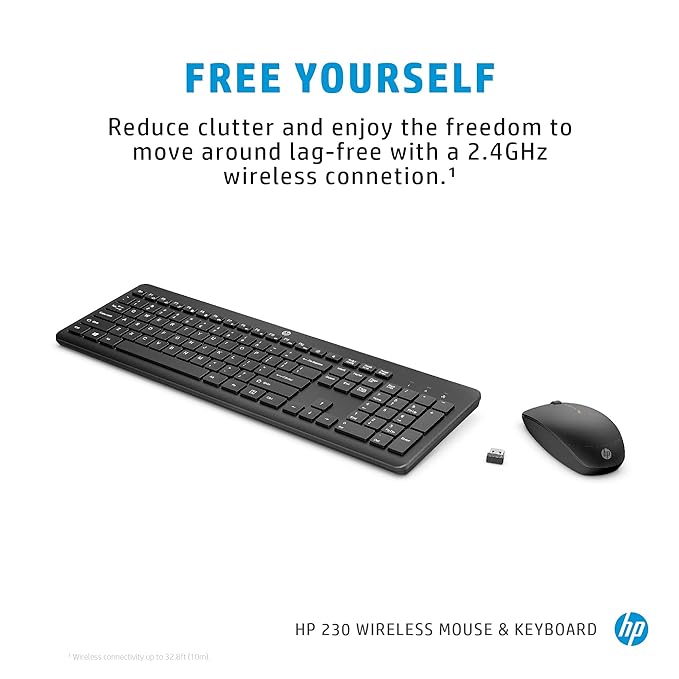 FREE YOURSELF
Reduce clutter and enjoy the freedom to
move around lag-free with a 2.4GHz
wireless connetion.¹
HP 230 WIRELESS MOUSE & KEYBOARD
hp
¹ Wireless connectivity up to 32.8ft (10m).